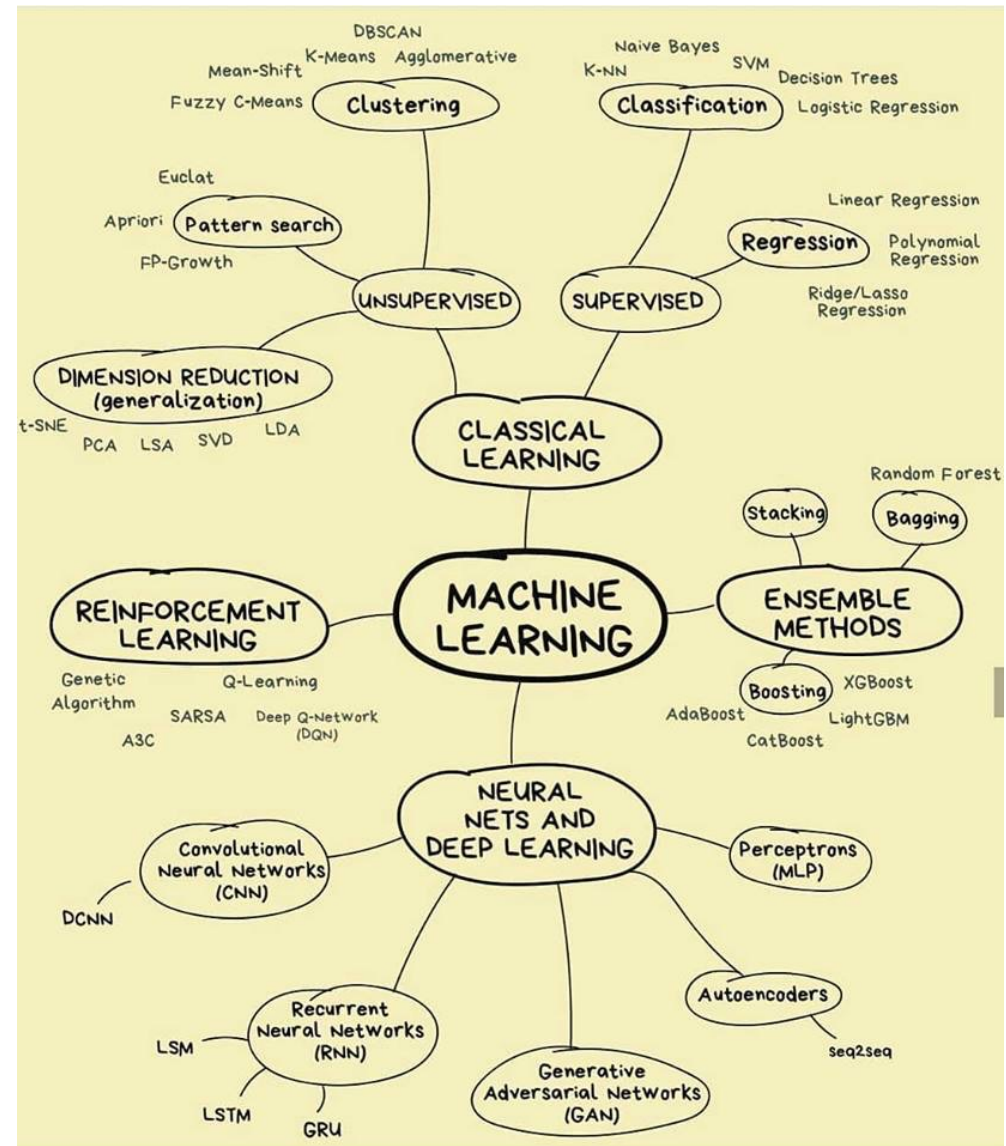 DBSCAN
K-Means Agglomerative
Mean-Shift
Fuzzy C-Means
Clustering
Naive Bayes
K-NN
SVM
Decision Trees
Classification
Logistic Regression
Euclat
Apriori
Pattern search
FP-Growth
Linear Regression
Regression
Polynomial
Regression
Ridge/Lasso
Regression
UNSUPERVISED
SUPERVISED
DIMENSION REDUCTION
(generalization)
t-SNE
PCA
LSA
SVD
LDA
CLASSICAL
LEARNING
Random Forest
Stacking
Bagging
MACHINE
LEARNING
REINFORCEMENT
LEARNING
Genetic
Algorithm
Q-Learning
SARSA
Deep Q-Network
(DQN)
A3C
ENSEMBLE
METHODS
Boosting
XGBoost
AdaBoost
LightGBM
CatBoost
NEURAL
NETS AND
DEEP LEARNING
Convolutional
Neural Networks
(CNN)
DCNN
Perceptrons
(MLP)
Recurrent
Neural Networks
(RNN)
LSM
LSTM
GRU
Autoencoders
seq2seq
Generative
Adversarial Networks
(GAN)